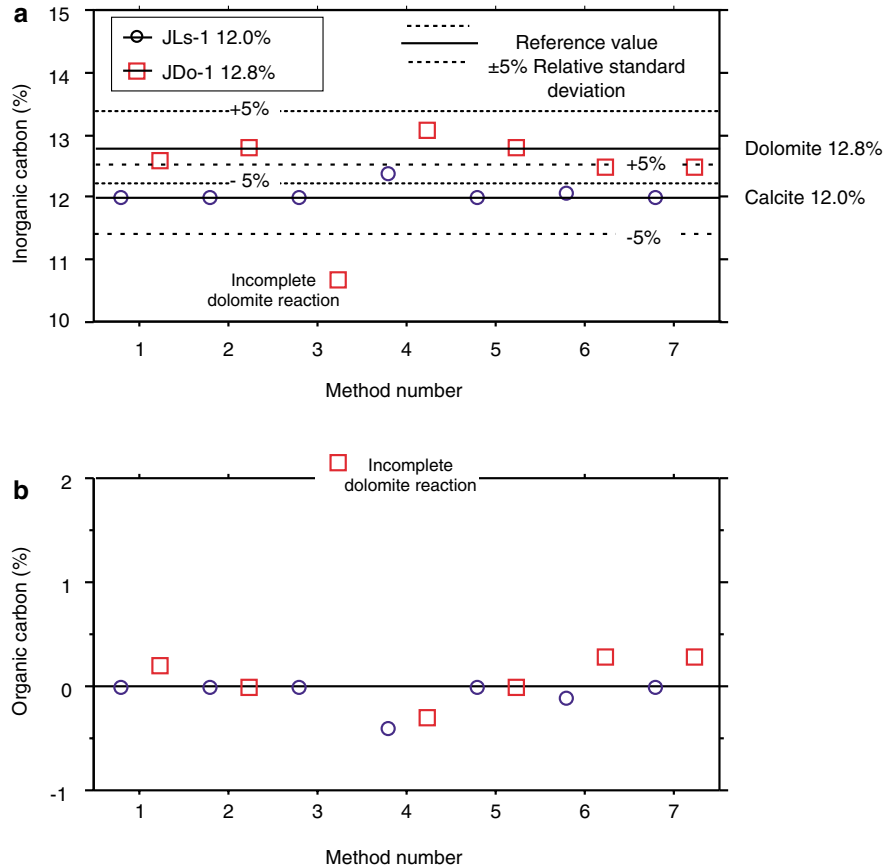 a
15
14
13
12
11
10
Inorganic carbon (%)
JLs-1 12.0%
JDo-1 12.8%
Reference value
±5% Relative standard
deviation
+5%
- 5%
+5%
-5%
Dolomite 12.8%
Calcite 12.0%
Incomplete
dolomite reaction
1 2 3 4 5 6 7
Method number
b
2
1
0
-1
Organic carbon (%)
Incomplete
dolomite reaction
1 2 3 4 5 6 7
Method number